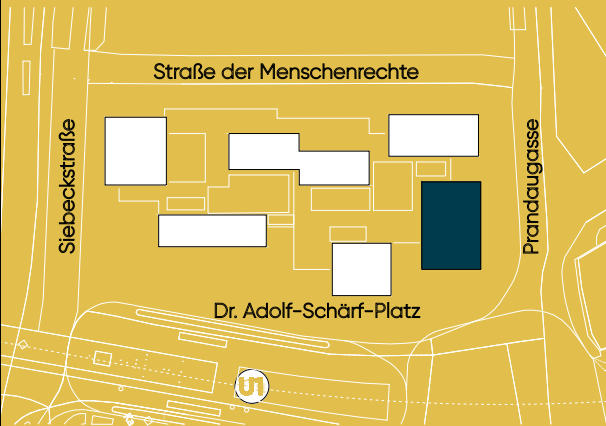 Straße der Menschenrechte
Siebeckstraße
Prandaugasse
Dr. Adolf-Schärf-Platz
U1